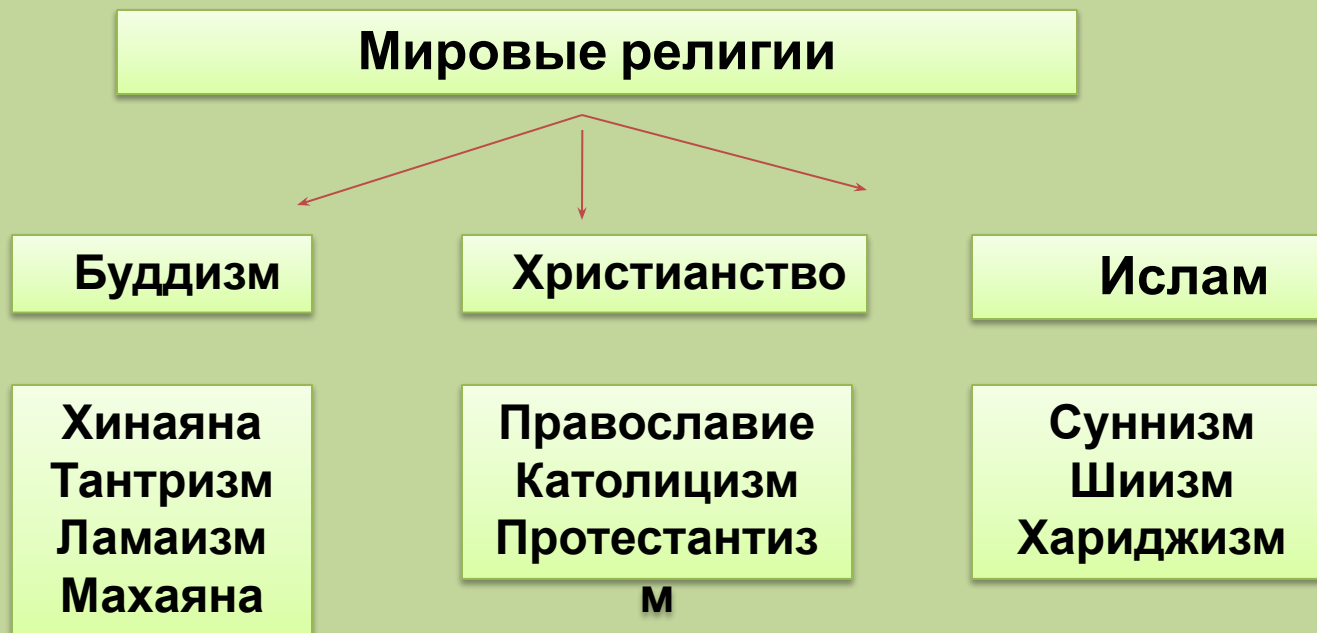 Мировые религии
Буддизм
Христианство
Ислам
Хинаяна
Тантризм
Ламаизм
Махаяна
Православие
Католицизм
Протестантиз
м
Суннизм
Шиизм
Хариджизм